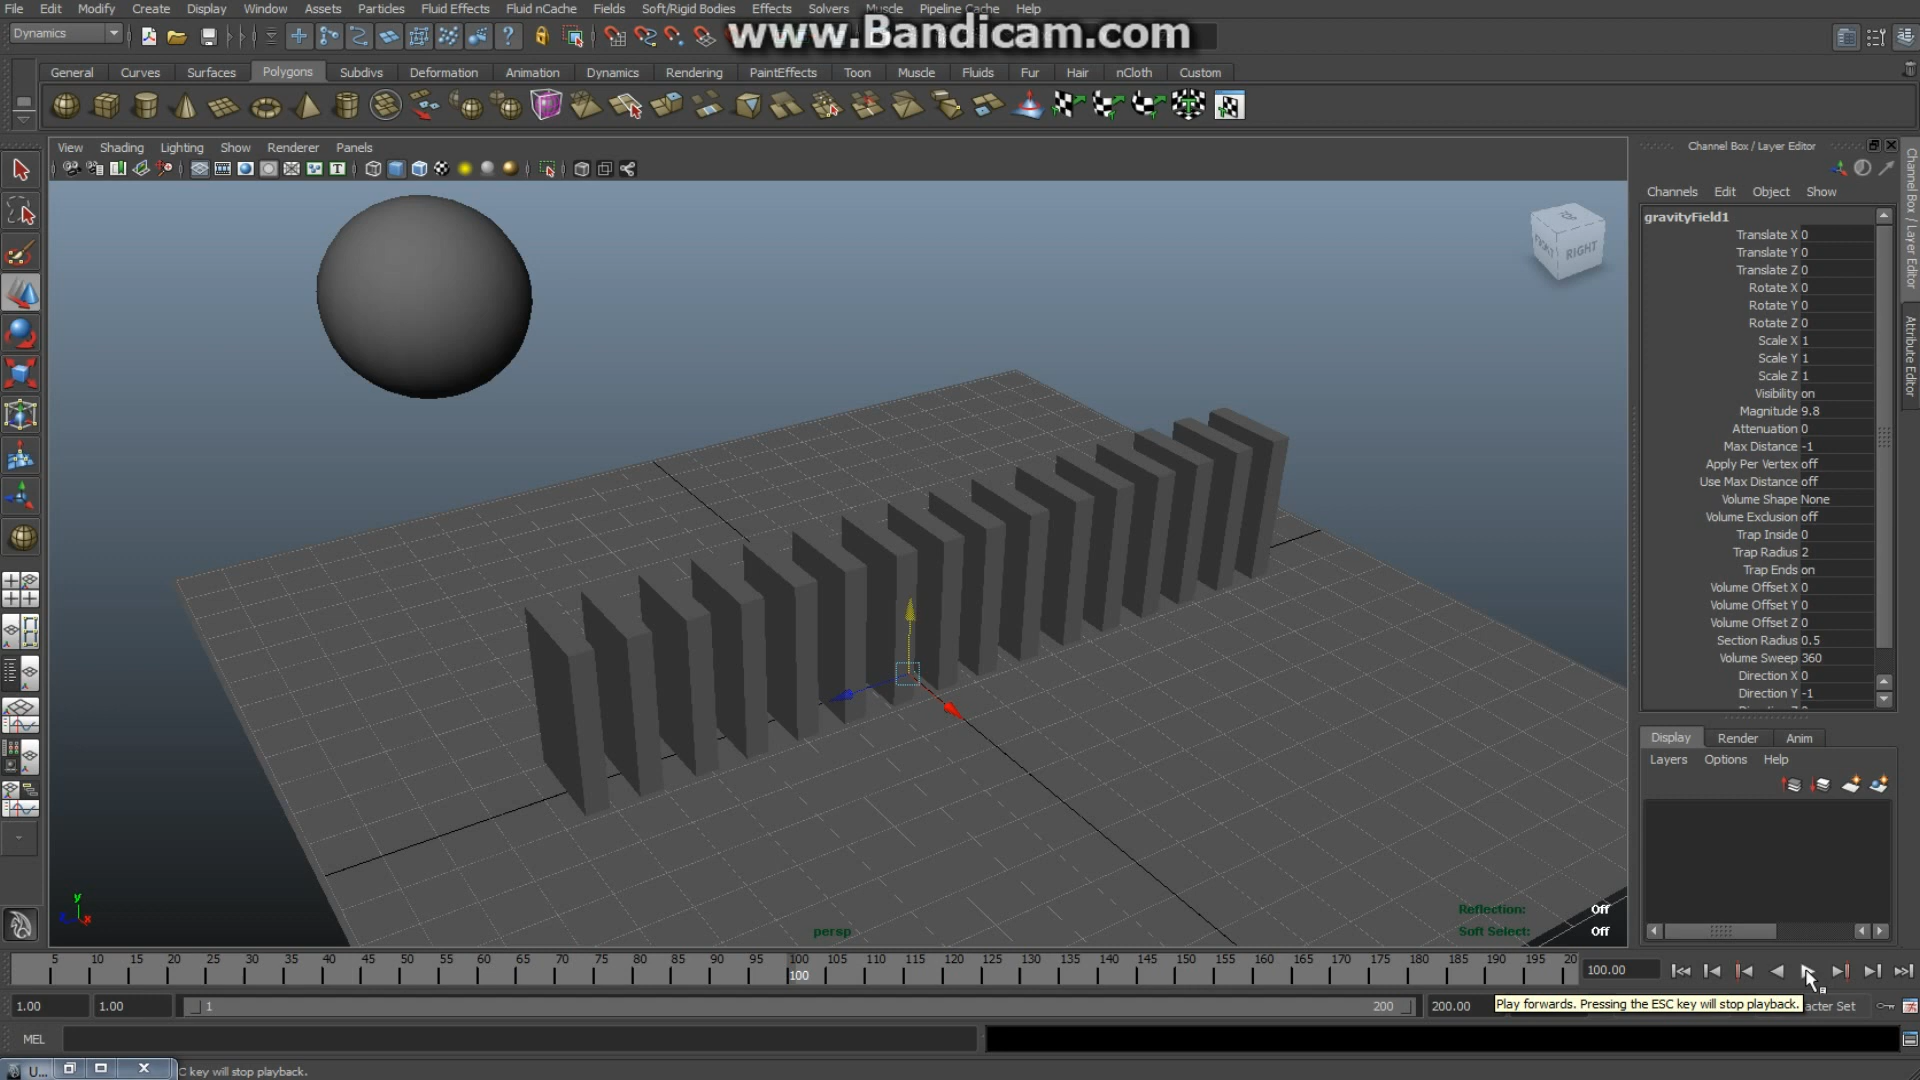 File Edit Modify Create Display Window Assets Particles Fluid Effects Fluid nCache Fields Soft/Rigid Bodies Effects Solvers Muscle Pipeline Cache Help
Dynamics
www.Bandicam.com
General Curves Surfaces Polygons Subdivs Deformation Animation Dynamics Rendering PaintEffects Toon Muscle Fluids Fur Hair nCloth Custom
View Shading Lighting Show Renderer Panels
Channel Box / Layer Editor
Channels Edit Object Show
gravityField1
Translate X 0
Translate Y 0
Translate Z 0
Rotate X 0
Rotate Y 0
Rotate Z 0
Scale X 1
Scale Y 1
Scale Z 1
Visibility on
Magnitude 9.8
Attenuation 0
Max Distance -1
Apply Per Vertex off
Use Max Distance off
Volume Shape None
Volume Exclusion off
Trap Inside 0
Trap Radius 2
Trap Ends on
Volume Offset X 0
Volume Offset Y 0
Volume Offset Z 0
Section Radius 0.5
Volume Sweep 360
Direction X 0
Direction Y -1
Channel Box / Layer Editor
Attribute Editor
RIGHT
Display Render Anim
Layers Options Help
y
x
persp
Reflection: Off
Soft Select: Off
5 10 15 20 25 30 35 40 45 50 55 60 65 70 75 80 85 90 95 100 105 110 115 120 125 130 135 140 145 150 155 160 165 170 175 180 185 190 195 20
100
100.00
1.00 1.00 1 200 200.00
Play forwards. Pressing the ESC key will stop playback.
acter Set
MEL
U...
C key will stop playback.